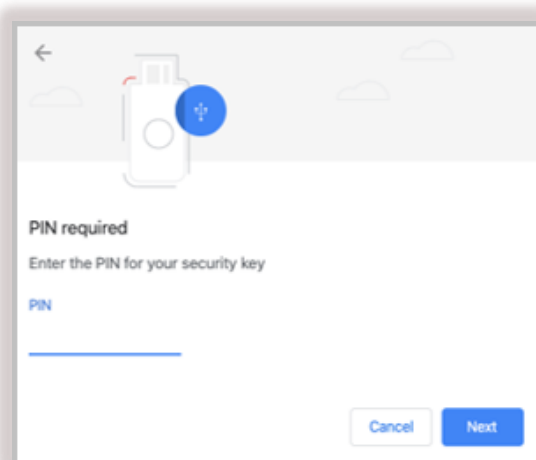 PIN required
Enter the PIN for your security key
PIN
Cancel
Next